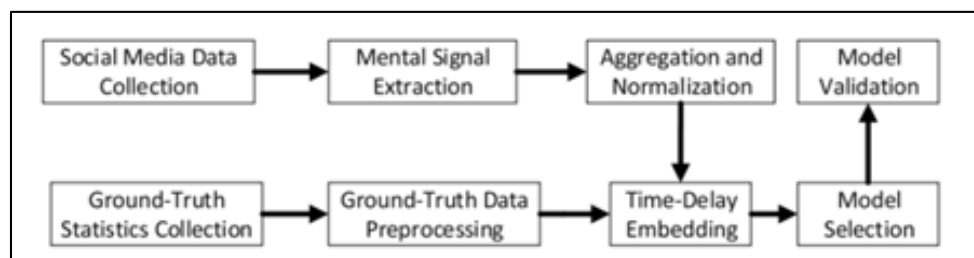 Social Media Data
Collection
Mental Signal
Extraction
Aggregation and
Normalization
Model
Validation
Ground-Truth
Statistics Collection
Ground-Truth Data
Preprocessing
Time-Delay
Embedding
Model
Selection